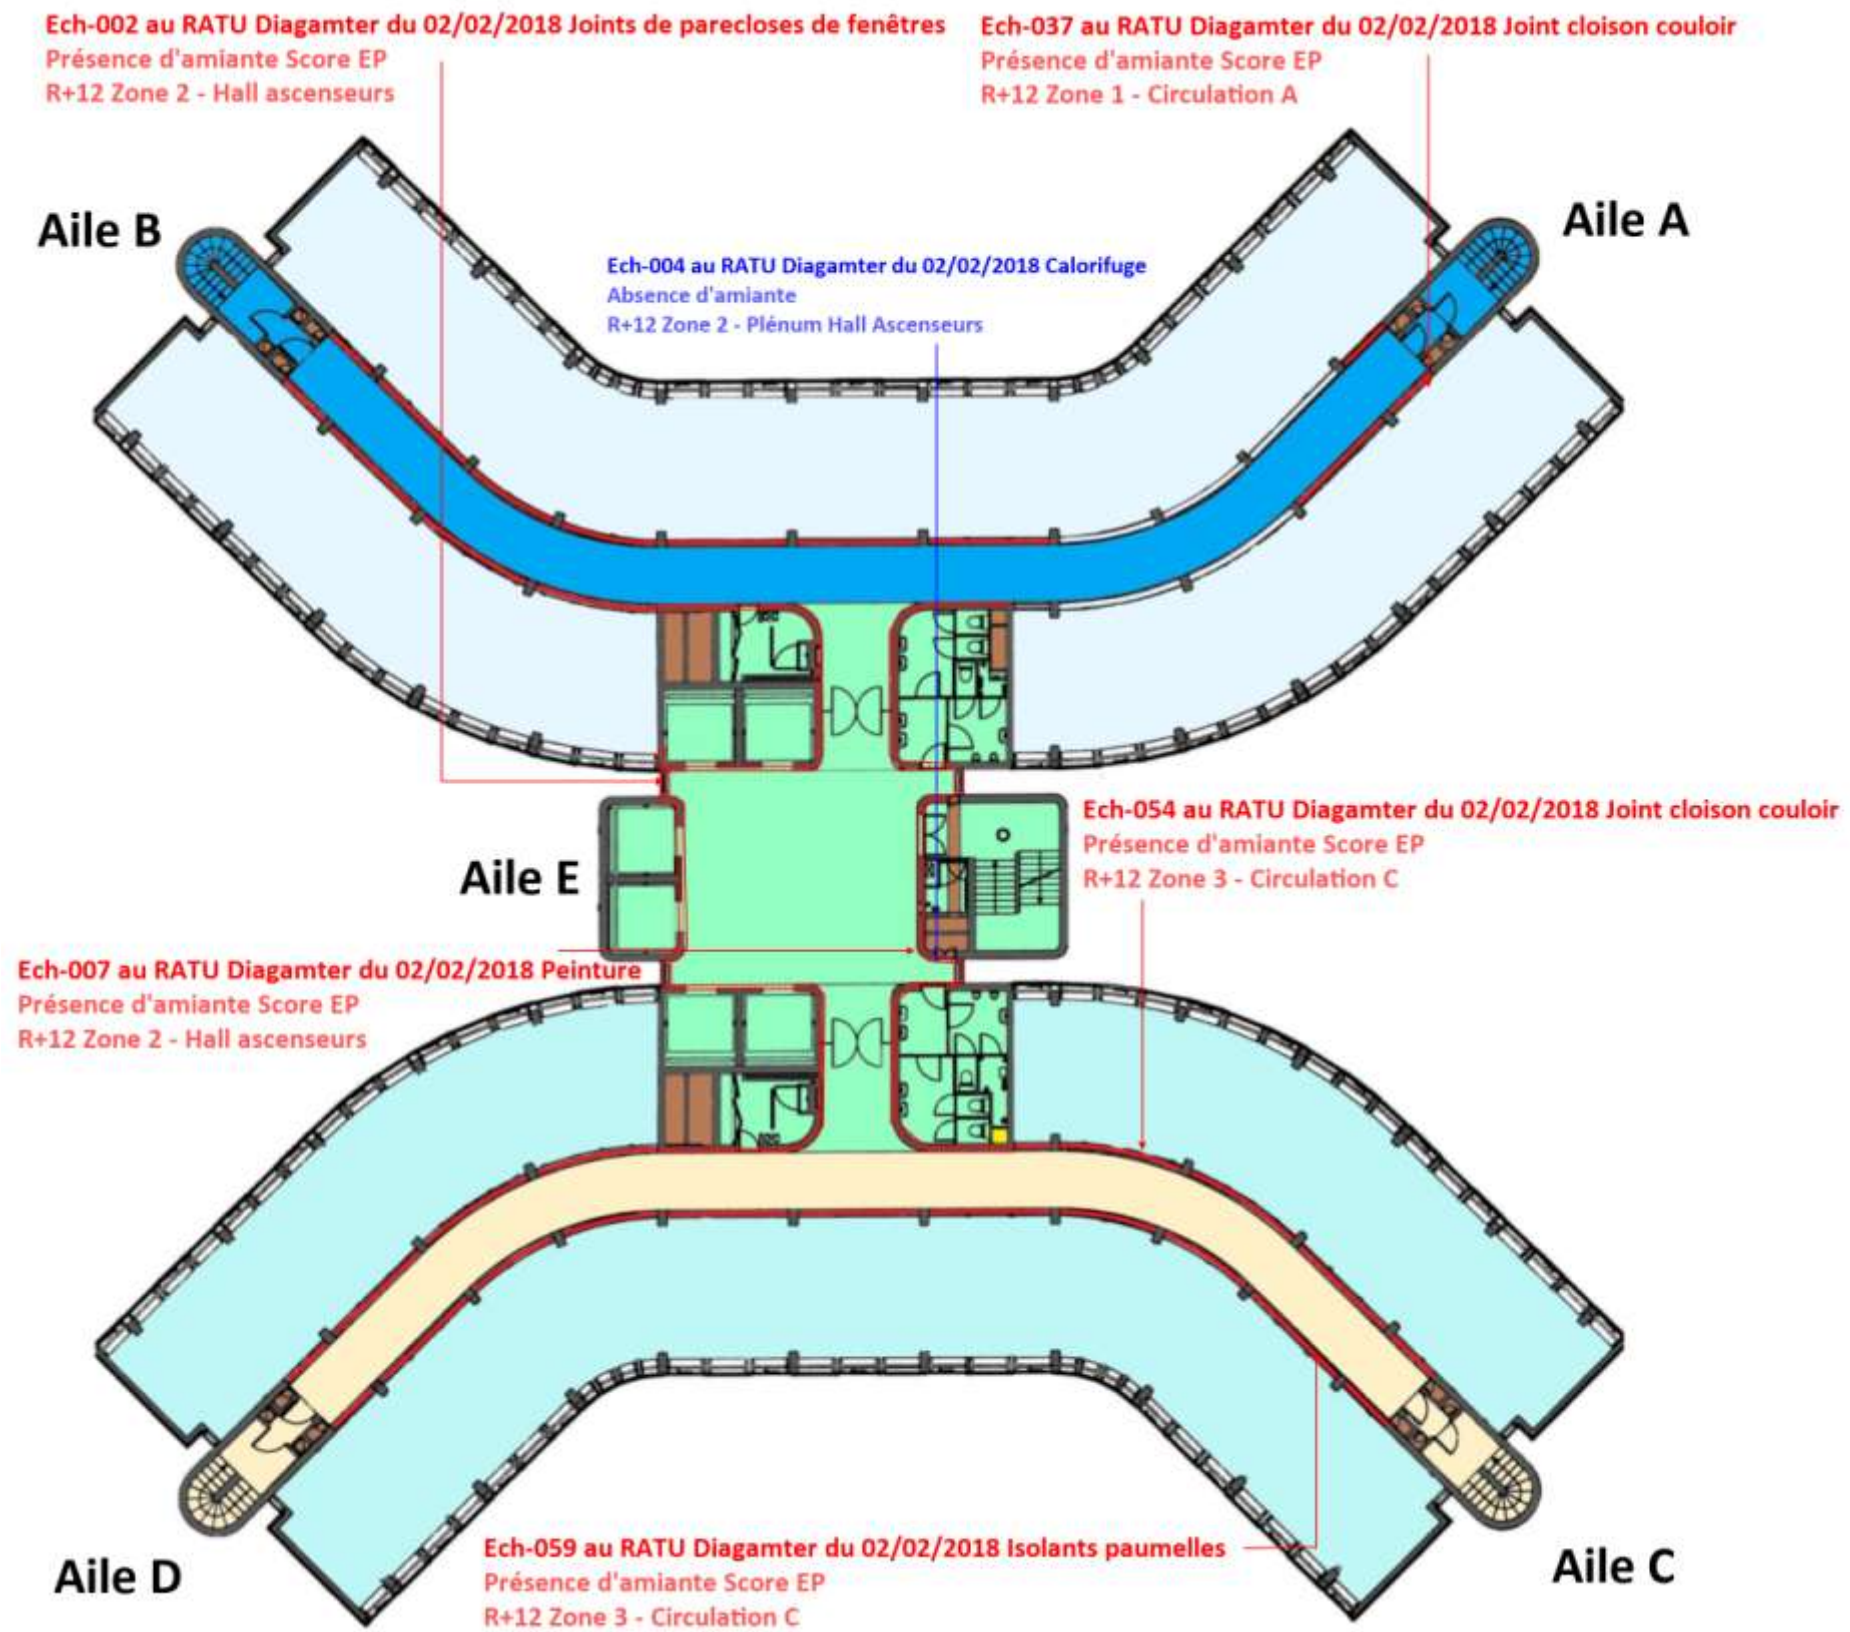 Ech-002 au RATU Diagamter du 02/02/2018 Joints de parecloses de fenêtres
Présence d'amiante Score EP
R+12 Zone 2 - Hall ascenseurs
Ech-037 au RATU Diagamter du 02/02/2018 Joint cloison couloir
Présence d'amiante Score EP
R+12 Zone 1 - Circulation A
Aile B
Aile A
Ech-004 au RATU Diagamter du 02/02/2018 Calorifuge
Absence d'amiante
R+12 Zone 2 - Plénum Hall Ascenseurs
Ech-054 au RATU Diagamter du 02/02/2018 Joint cloison couloir
Présence d'amiante Score EP
R+12 Zone 3 - Circulation C
Aile E
Ech-007 au RATU Diagamter du 02/02/2018 Peinture
Présence d'amiante Score EP
R+12 Zone 2 - Hall ascenseurs
Ech-059 au RATU Diagamter du 02/02/2018 Isolants paumelles
Présence d'amiante Score EP
R+12 Zone 3 - Circulation C
Aile D
Aile C